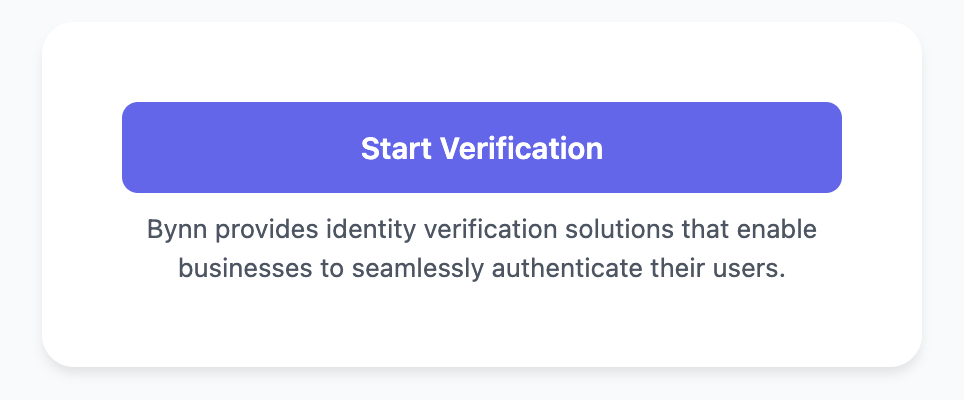 Start Verification
Bynn provides identity verification solutions that enable
businesses to seamlessly authenticate their users.